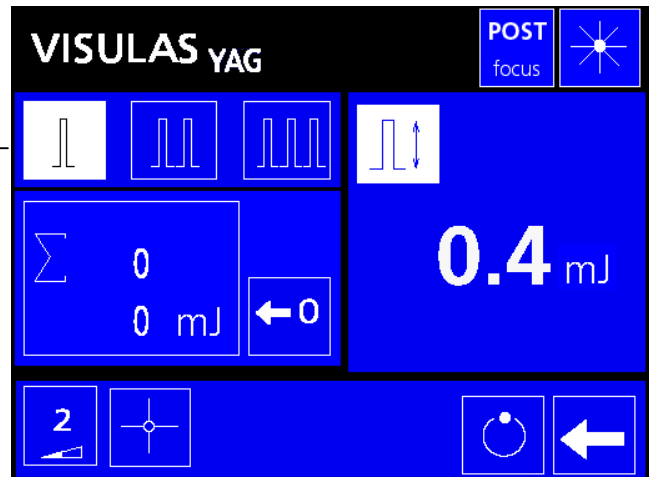 VISULAS YAG
POST
focus
Σ 0
0 mJ
0
0.4 mJ
2